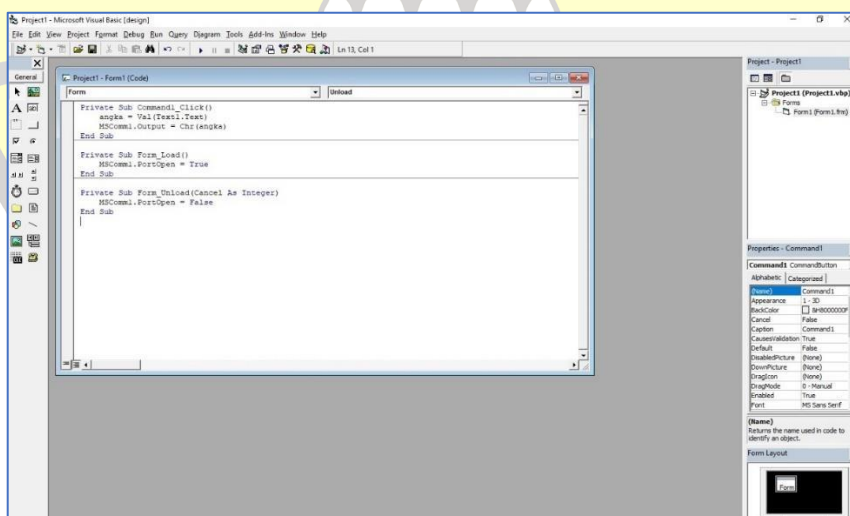 Project1 - Microsoft Visual Basic [design]
File Edit View Project Format Debug Run Query Diagram Tools Add-Ins Window Help
Ln 13, Col 1
General
Project1 - Form1 (Code)
Form
Unload
Private Sub Command1_Click()
angka = Val(Text1.Text)
MSComm1.Output = Chr(angka)
End Sub
Private Sub Form_Load()
MSComm1.PortOpen = True
End Sub
Private Sub Form_Unload(Cancel As Integer)
MSComm1.PortOpen = False
End Sub
Project - Project1
Project1 (Project1.vbp)
Forms
Form1 (Form1.frm)
Properties - Command1
Command1 CommandButton
Alphabetic Categorized
(Name) Command1
Appearance 1 - 3D
BackColor &H8000000F
Cancel False
Caption Command1
CausesValidation True
Default False
DisabledPicture (None)
DownPicture (None)
DragIcon (None)
DragMode 0 - Manual
Enabled True
Font MS Sans Serif
(Name)
Returns the name used in code to
identify an object.
Form Layout
Form